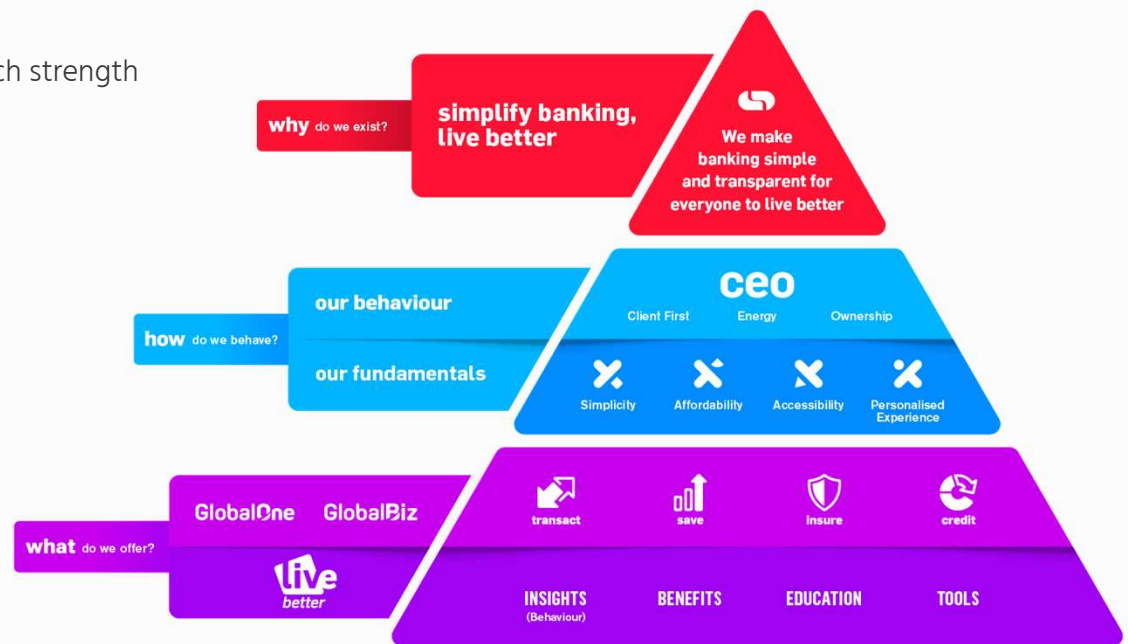 ch strength
why do we exist?
simplify banking,
live better
We make
banking simple
and transparent for
everyone to live better
how do we behave?
our behaviour
ceo
Client First Energy Ownership
our fundamentals
Simplicity Affordability Accessibility Personalised
Experience
what do we offer?
GlobalOne GlobalBiz
transact save insure credit
live
better
INSIGHTS BENEFITS EDUCATION TOOLS
(Behaviour)